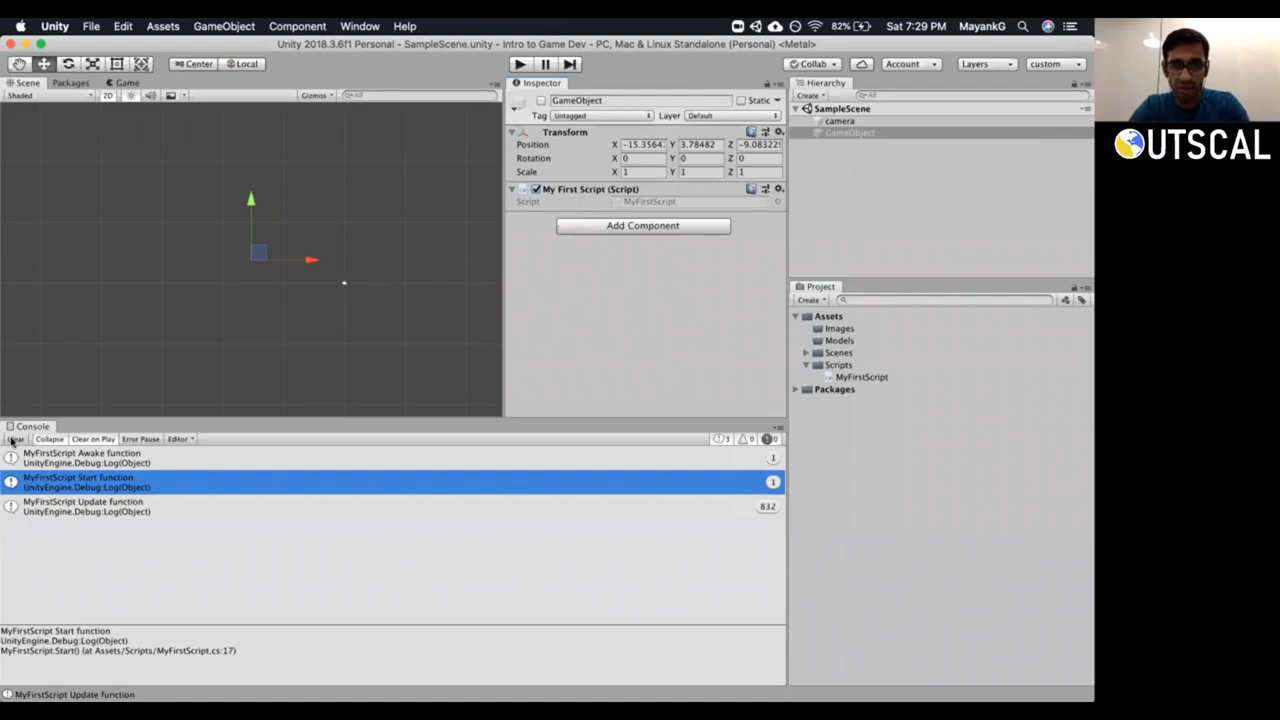 Unity File Edit Assets GameObject Component Window Help 82% Sat 7:29 PM MayankG
Unity 2018.3.6f1 Personal - SampleScene.unity - Intro to Game Dev - PC, Mac & Linux Standalone (Personal) <Metal>
Center Local Collab Account Layers custom
Scene Packages Game
Shaded 2D Gizmos All
Inspector
GameObject Static
Tag Untagged Layer Default
Transform
Position X -15.3564 Y 3.78482 Z -9.08322
Rotation X 0 Y 0 Z 0
Scale X 1 Y 1 Z 1
My First Script (Script)
Script MyFirstScript
Add Component
Hierarchy
Create All
SampleScene
camera
GameObject
Project
Create
Assets
Images
Models
Scenes
Scripts
MyFirstScript
Packages
Console
Clear Collapse Clear on Play Error Pause Editor 3 0 0
MyFirstScript Awake function
UnityEngine.Debug:Log(Object)
1
MyFirstScript Start function
UnityEngine.Debug:Log(Object)
1
MyFirstScript Update function
UnityEngine.Debug:Log(Object)
832
MyFirstScript Start function
UnityEngine.Debug:Log(Object)
MyFirstScript:Start() (at Assets/Scripts/MyFirstScript.cs:17)
MyFirstScript Update function
OUTSCAL